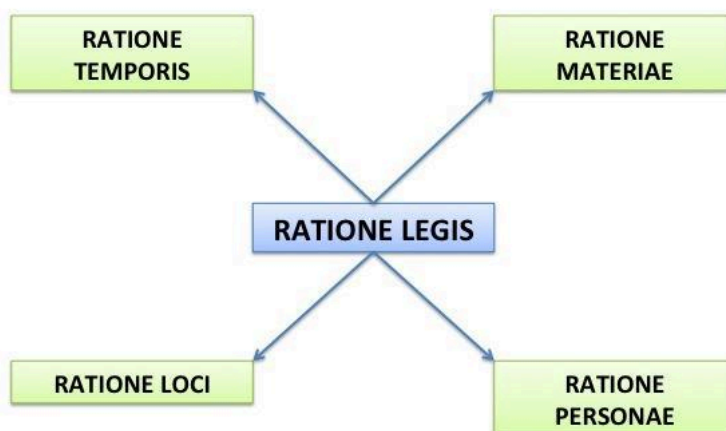 RATIONE
TEMPORIS
RATIONE
MATERIAE
RATIONE LEGIS
RATIONE LOCI
RATIONE
PERSONAE